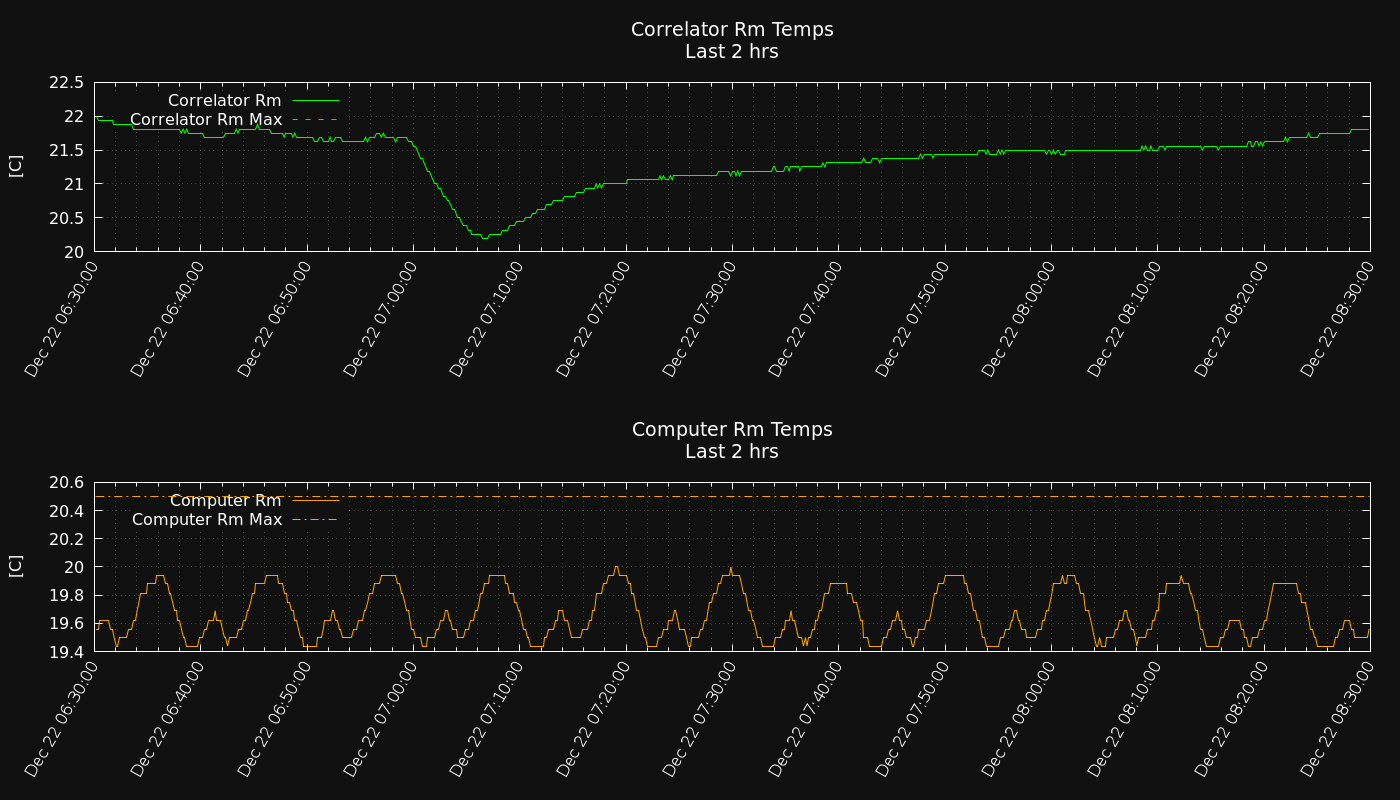 Correlator Rm Temps
Last 2 hrs
22.5
22
21.5
21
20.5
20
[C]
Correlator Rm
Correlator Rm Max
Dec 22 06:30:00
Dec 22 06:40:00
Dec 22 06:50:00
Dec 22 07:00:00
Dec 22 07:10:00
Dec 22 07:20:00
Dec 22 07:30:00
Dec 22 07:40:00
Dec 22 07:50:00
Dec 22 08:00:00
Dec 22 08:10:00
Dec 22 08:20:00
Dec 22 08:30:00
Computer Rm Temps
Last 2 hrs
20.6
20.4
20.2
20
19.8
19.6
19.4
[C]
Computer Rm
Computer Rm Max
Dec 22 06:30:00
Dec 22 06:40:00
Dec 22 06:50:00
Dec 22 07:00:00
Dec 22 07:10:00
Dec 22 07:20:00
Dec 22 07:30:00
Dec 22 07:40:00
Dec 22 07:50:00
Dec 22 08:00:00
Dec 22 08:10:00
Dec 22 08:20:00
Dec 22 08:30:00